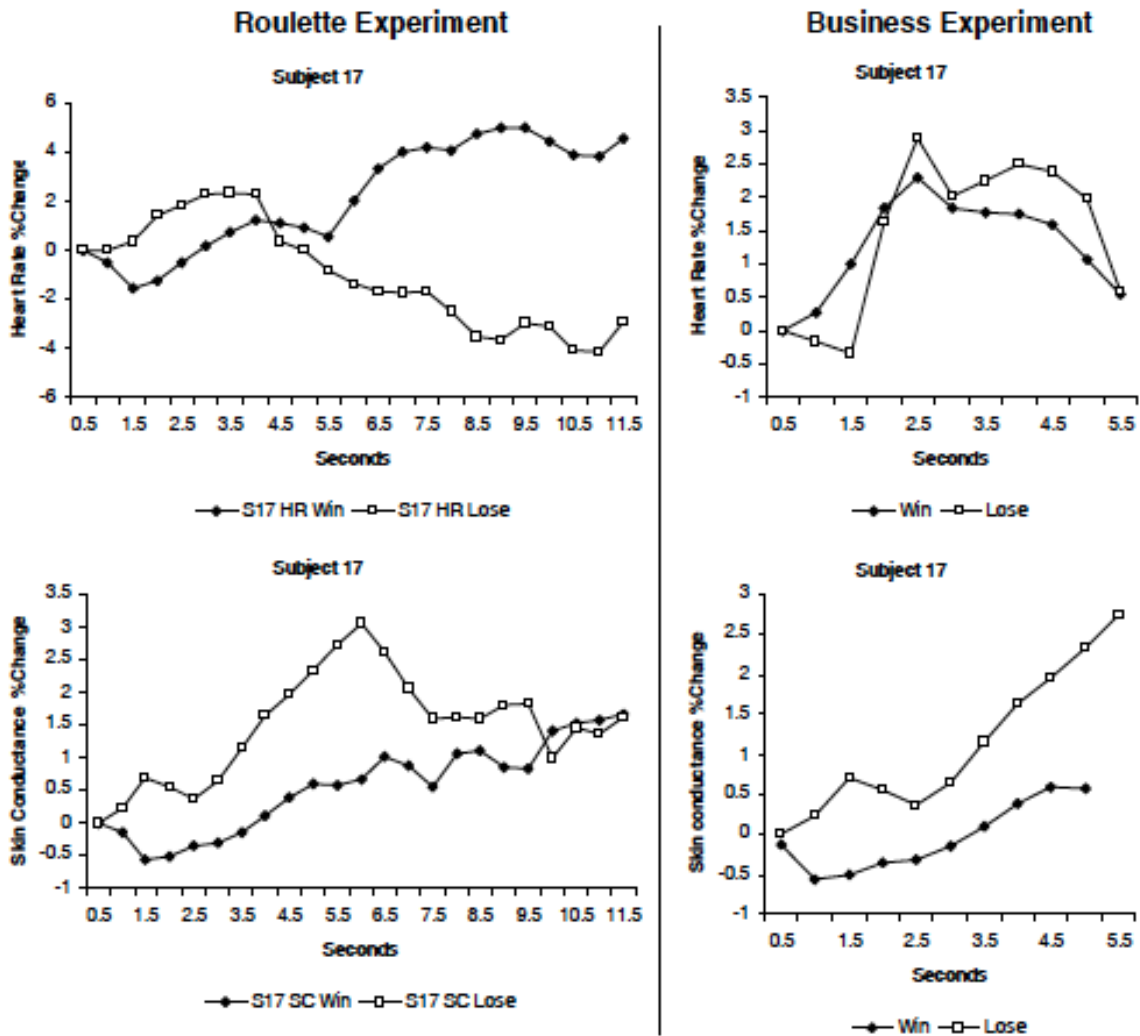 Roulette Experiment
Subject 17
6
4
2
0
-2
-4
-6
Heart Rate %Change
0.5 1.5 2.5 3.5 4.5 5.5 6.5 7.5 8.5 9.5 10.5 11.5
Seconds
S17 HR Win S17 HR Lose
Subject 17
3.5
3
2.5
2
1.5
1
0.5
0
-0.5
-1
Skin Conductance %Change
0.5 1.5 2.5 3.5 4.5 5.5 6.5 7.5 8.5 9.5 10.5 11.5
Seconds
S17 SC Win S17 SC Lose
Business Experiment
Subject 17
3.5
3
2.5
2
1.5
1
0.5
0
-0.5
-1
Heart Rate %Change
0.5 1.5 2.5 3.5 4.5 5.5
Seconds
Win Lose
Subject 17
3
2.5
2
1.5
1
0.5
0
-0.5
-1
Skin conductance %Change
0.5 1.5 2.5 3.5 4.5 5.5
Seconds
Win Lose